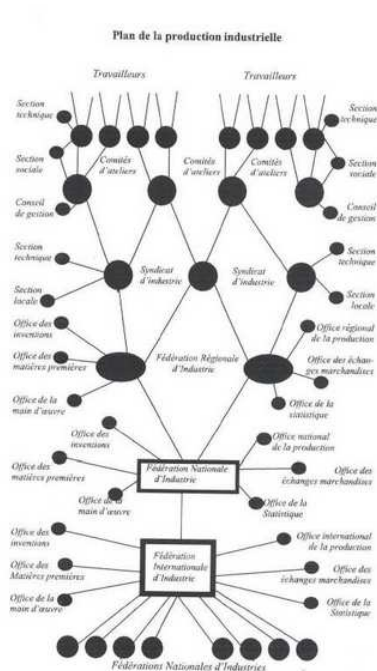 Plan de la production industrielle
Travailleurs
Travailleurs
Section
technique
Section
technique
Section
sociale
Comités
d'ateliers
Comités
d'ateliers
Comités
d'ateliers
Section
sociale
Conseil
de gestion
Conseil
de gestion
Section
technique
Syndicat
d'industrie
Syndicat
d'industrie
Section
technique
Section
locale
Section
locale
Office des
inventions
Office régional
de la production
Office des
matières premières
Fédération Régionale
d'Industrie
Office des échan-
ges marchandises
Office de la
main d'œuvre
Office de la
statistique
Office des
inventions
Office national
de la production
Office des
matières premières
Fédération Nationale
d'Industrie
Office des
échanges marchandises
Office de la
main d'œuvre
Office de la
Statistique
Office des
inventions
Office international
de la production
Office des
Matières premières
Fédération
Internationale
d'Industrie
Office des
échanges marchandises
Office de la
main d'œuvre
Office de la
Statistique
Fédérations Nationales d'Industries